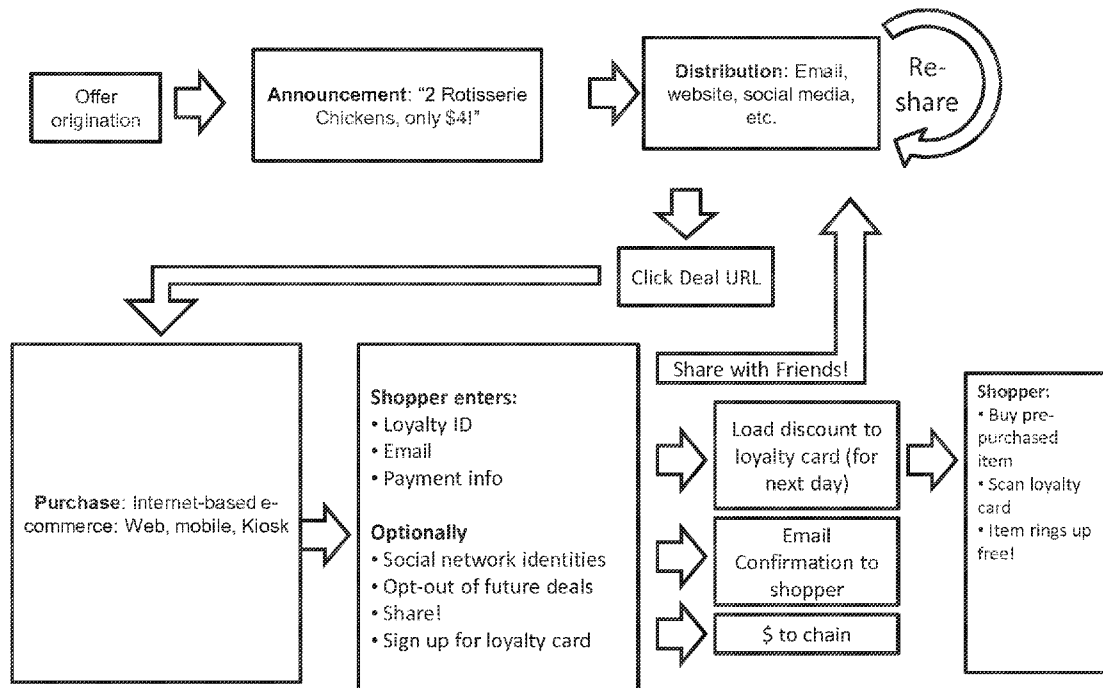 Offer
origination
Announcement: “2 Rotisserie
Chickens, only $4!”
Distribution: Email,
website, social media,
etc.
Re-
share
Click Deal URL
Purchase: Internet-based e-
commerce: Web, mobile, Kiosk
Shopper enters:
• Loyalty ID
• Email
• Payment info
Optionally
• Social network identities
• Opt-out of future deals
• Share!
• Sign up for loyalty card
Share with Friends!
Load discount to
loyalty card (for
next day)
Email
Confirmation to
shopper
$ to chain
Shopper:
• Buy pre-
purchased
item
• Scan loyalty
card
• Item rings up
free!